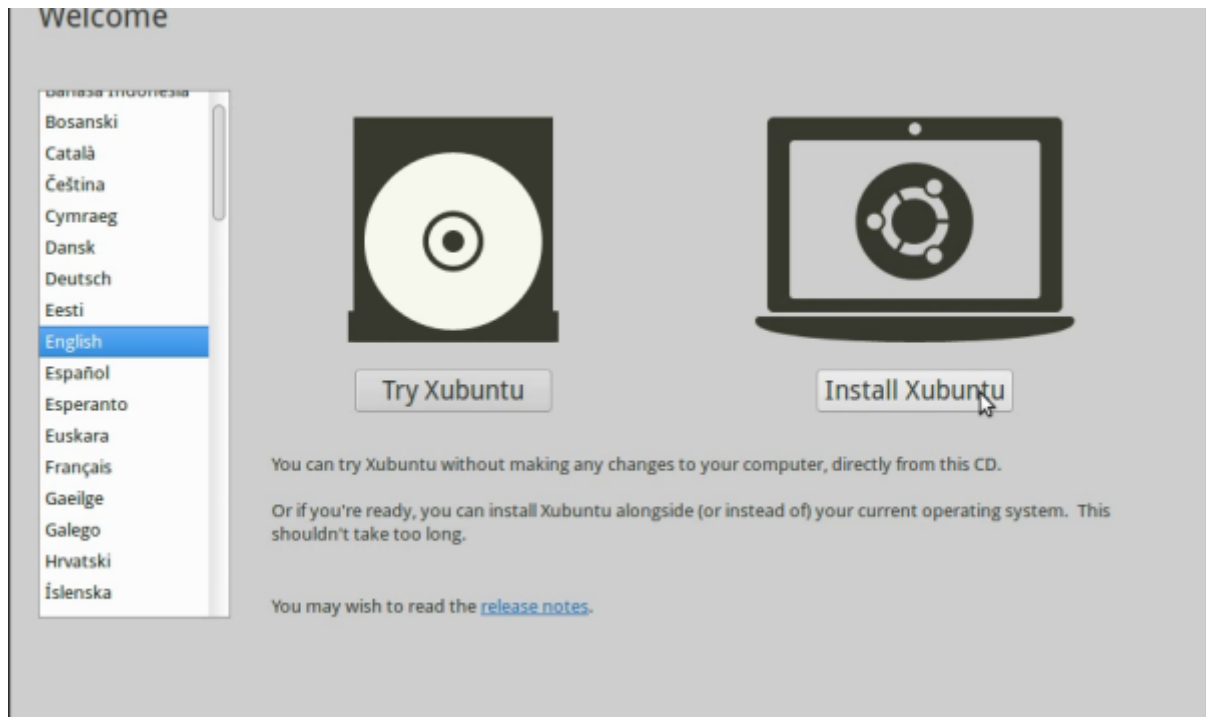 Welcome
Bahasa Indonesia
Bosanski
Català
Čeština
Cymraeg
Dansk
Deutsch
Eesti
English
Español
Esperanto
Euskara
Français
Gaeilge
Galego
Hrvatski
Íslenska
Try Xubuntu
Install Xubuntu
You can try Xubuntu without making any changes to your computer, directly from this CD.
Or if you're ready, you can install Xubuntu alongside (or instead of) your current operating system. This
shouldn't take too long.
You may wish to read the release notes.